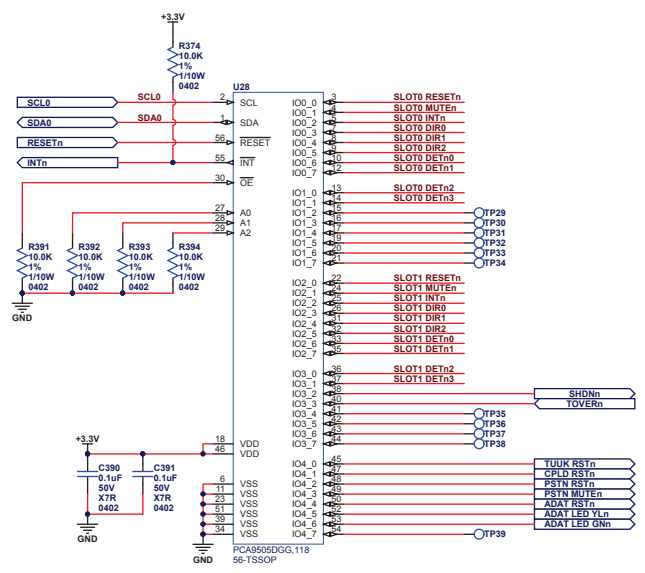 +3.3V
R374
10.0K
1%
1/10W
0402
U28
SCL0 SCL0 2 SCL IO0_0 3 SLOT0 RESETn
IO0_1 4 SLOT0 MUTEn
SDA0 SDA0 1 SDA IO0_2 5 SLOT0 INTn
IO0_3 6 SLOT0 DIR0
RESETn 56 RESET IO0_4 8 SLOT0 DIR1
IO0_5 9 SLOT0 DIR2
INTn 55 INT IO0_6 10 SLOT0 DETn0
IO0_7 12 SLOT0 DETn1
30 OE
IO1_0 13 SLOT0 DETn2
IO1_1 14 SLOT0 DETn3
27 A0 IO1_2 15 TP29
28 A1 IO1_3 16 TP30
29 A2 IO1_4 17 TP31
IO1_5 19 TP32
IO1_6 20 TP33
IO1_7 21 TP34
R391 R392 R393 R394
10.0K 10.0K 10.0K 10.0K
1% 1% 1% 1%
1/10W 1/10W 1/10W 1/10W
0402 0402 0402 0402
GND
IO2_0 22 SLOT1 RESETn
IO2_1 24 SLOT1 MUTEn
IO2_2 25 SLOT1 INTn
IO2_3 26 SLOT1 DIR0
IO2_4 31 SLOT1 DIR1
IO2_5 32 SLOT1 DIR2
IO2_6 33 SLOT1 DETn0
IO2_7 35 SLOT1 DETn1
IO3_0 36 SLOT1 DETn2
IO3_1 37 SLOT1 DETn3
IO3_2 38 SHDNn
IO3_3 40 TOVERn
IO3_4 41 TP35
IO3_5 42 TP36
IO3_6 43 TP37
IO3_7 44 TP38
+3.3V
18 VDD
46 VDD
C390 C391
0.1uF 0.1uF
50V 50V
X7R X7R
0402 0402
GND
IO4_0 45 TUUK RSTn
IO4_1 47 CPLD RSTn
6 VSS IO4_2 48 PSTN RSTn
11 VSS IO4_3 49 PSTN MUTEn
23 VSS IO4_4 50 ADAT RSTn
51 VSS IO4_5 52 ADAT LED YLn
39 VSS IO4_6 53 ADAT LED GNn
34 VSS IO4_7 54 TP39
GND
PCA9505DGG,118
56-TSSOP